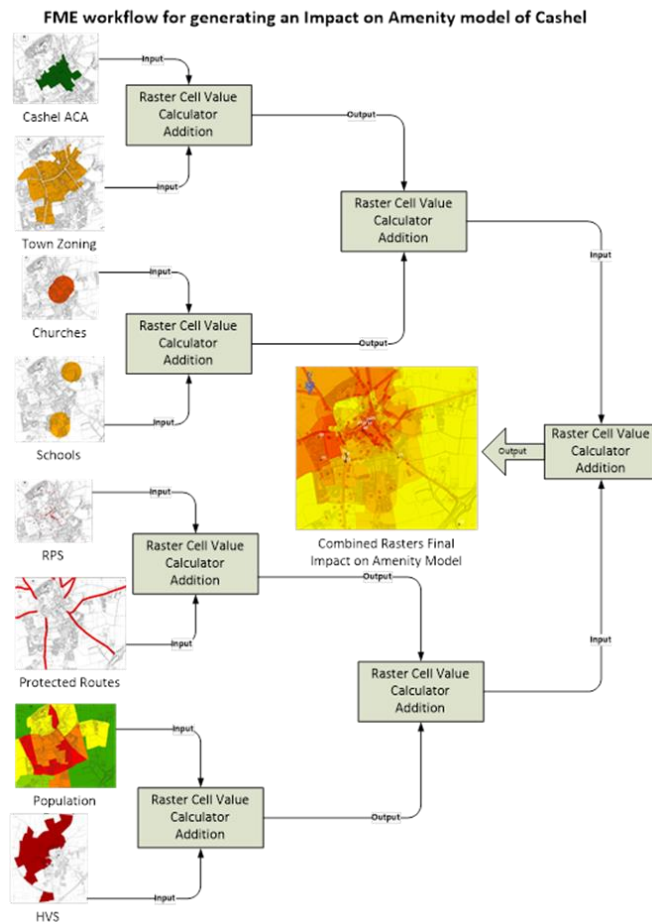 FME workflow for generating an Impact on Amenity model of Cashel
Input
Cashel ACA
Raster Cell Value
Calculator
Addition
Output
Input
Town Zoning
Raster Cell Value
Calculator
Addition
Input
Input
Churches
Raster Cell Value
Calculator
Addition
Output
Input
Schools
Raster Cell Value
Calculator
Addition
Output
Combined Rasters Final
Impact on Amenity Model
Input
RPS
Raster Cell Value
Calculator
Addition
Output
Input
Protected Routes
Input
Raster Cell Value
Calculator
Addition
Input
Population
Raster Cell Value
Calculator
Addition
Output
Input
HVS